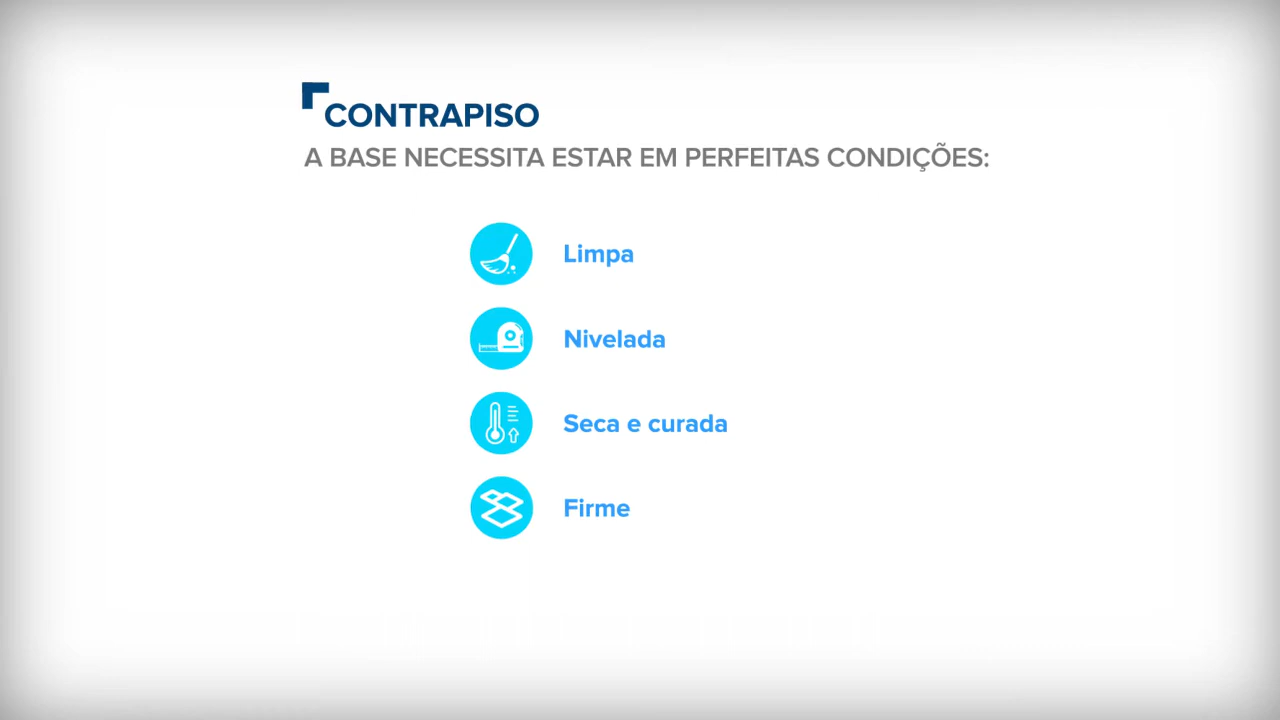 CONTRAPISO
A BASE NECESSITA ESTAR EM PERFEITAS CONDIÇÕES:
Limpa
Nivelada
Seca e curada
Firme